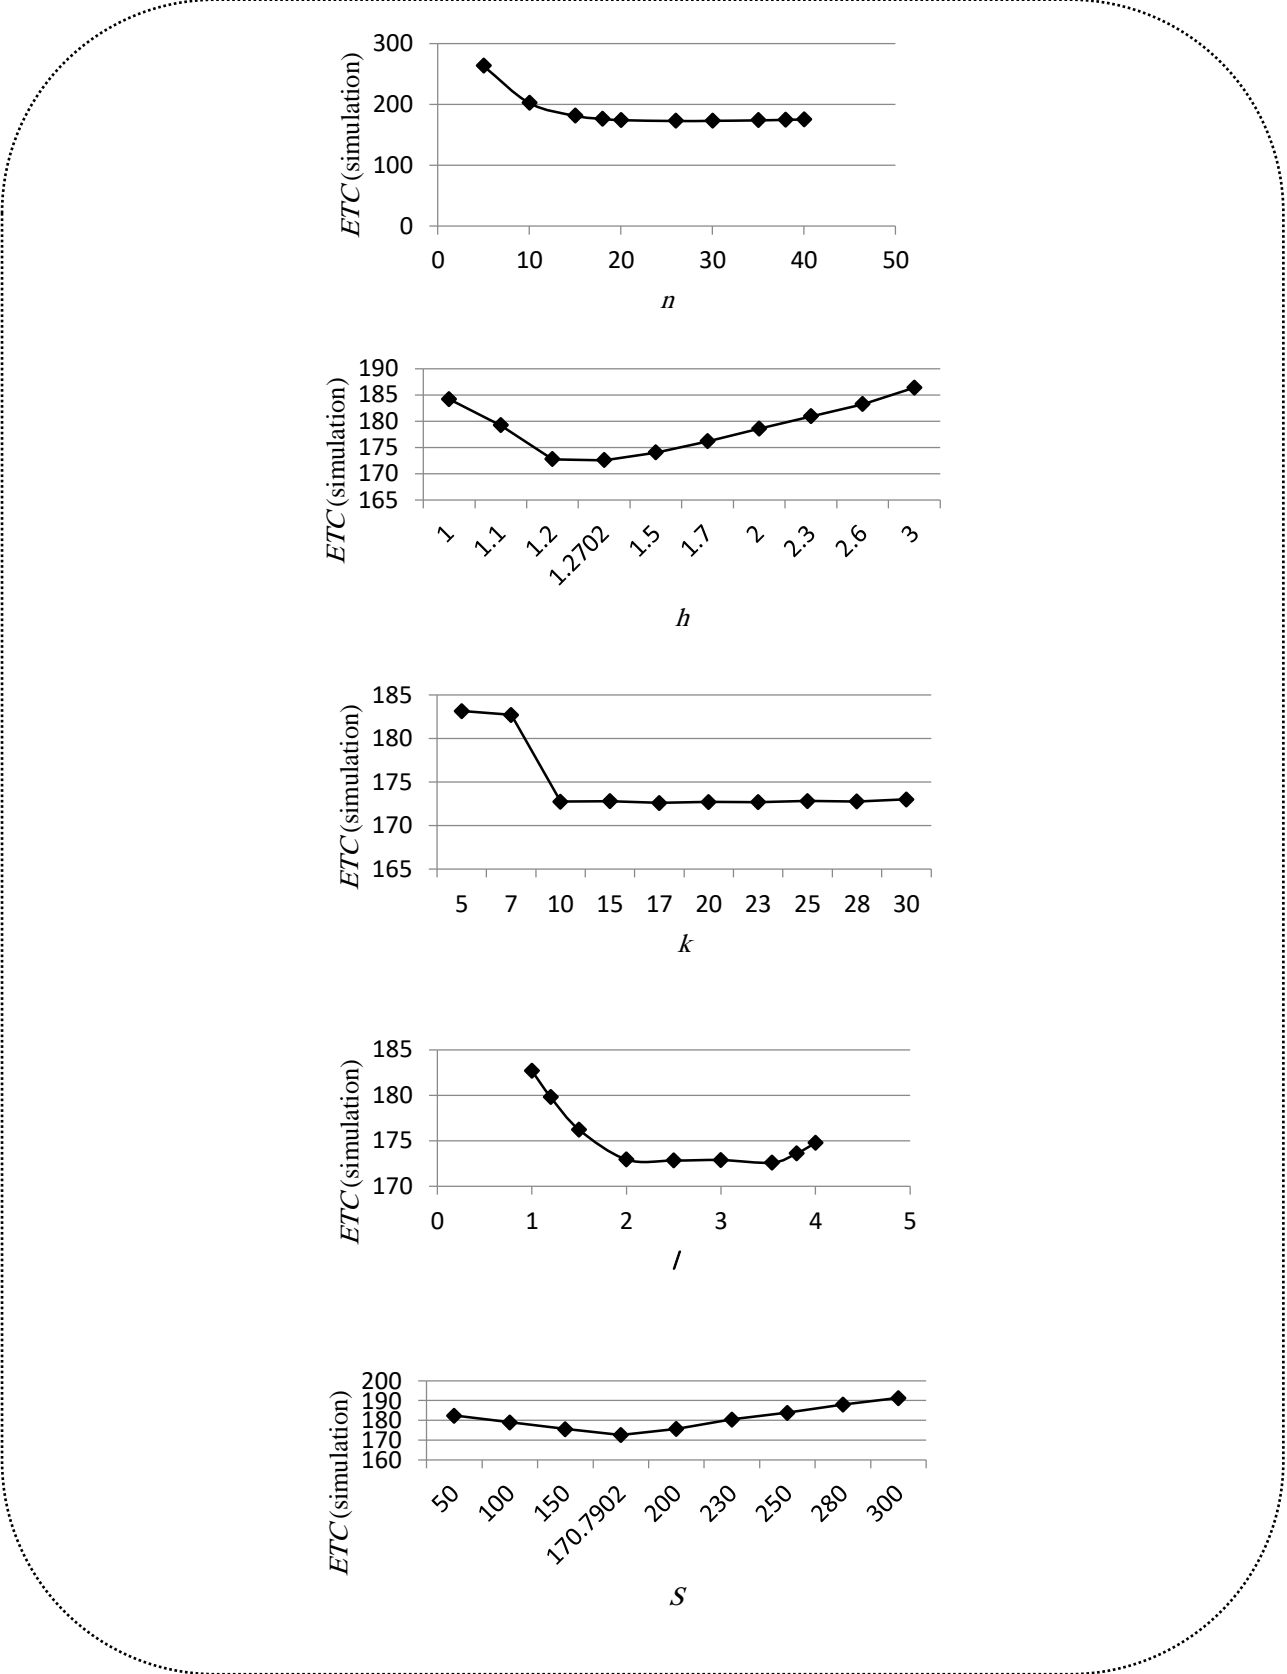 300
200
100
0
ETC(simulation)
0 10 20 30 40 50
n
190
185
180
175
170
165
ETC(simulation)
1 1.1 1.2 1.2702 1.5 1.7 2 2.3 2.6 3
h
185
180
175
170
165
ETC(simulation)
5 7 10 15 17 20 23 25 28 30
k
185
180
175
170
ETC(simulation)
0 1 2 3 4 5
l
200
190
180
170
160
ETC(simulation)
50 100 150 170.7902 200 230 250 280 300
S